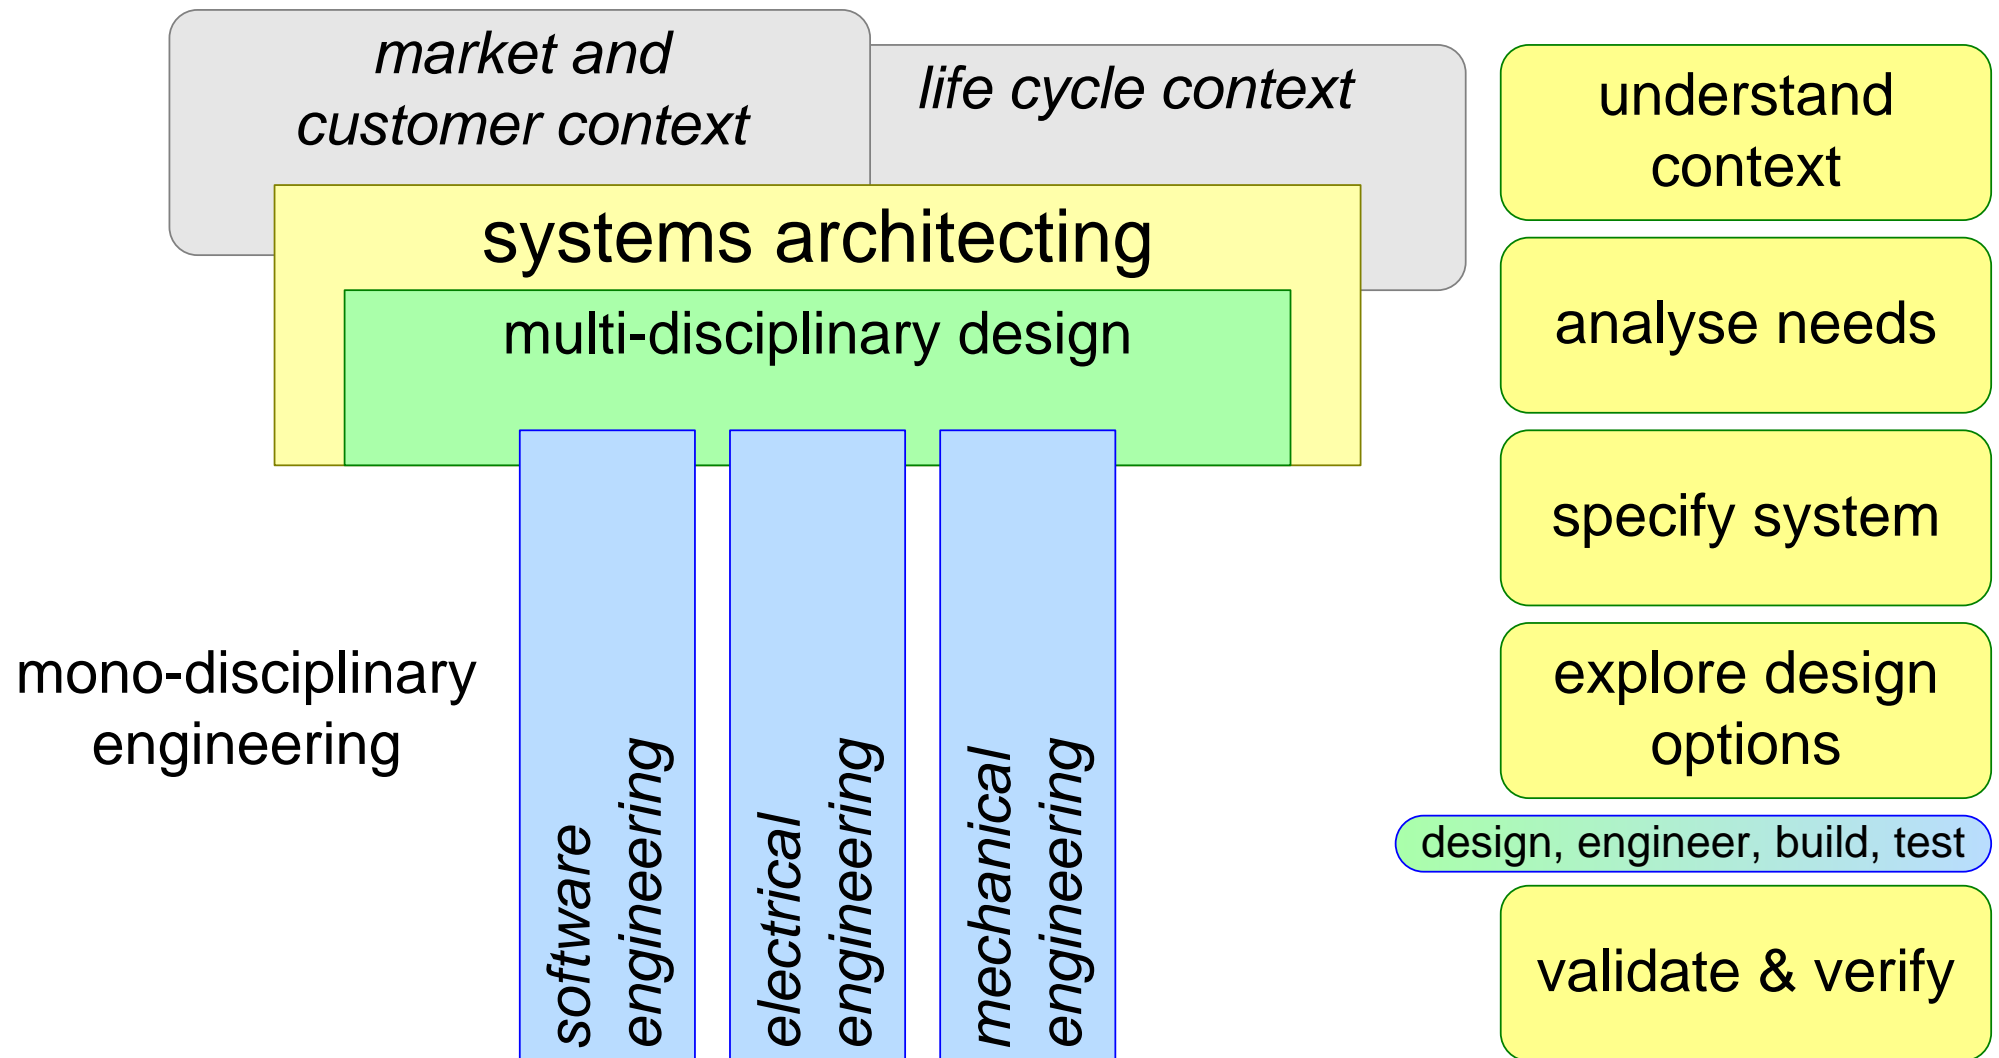 market and
customer context
life cycle context
systems architecting
multi-disciplinary design
mono-disciplinary
engineering
software
engineering
electrical
engineering
mechanical
engineering
understand
context
analyse needs
specify system
explore design
options
design, engineer, build, test
validate & verify